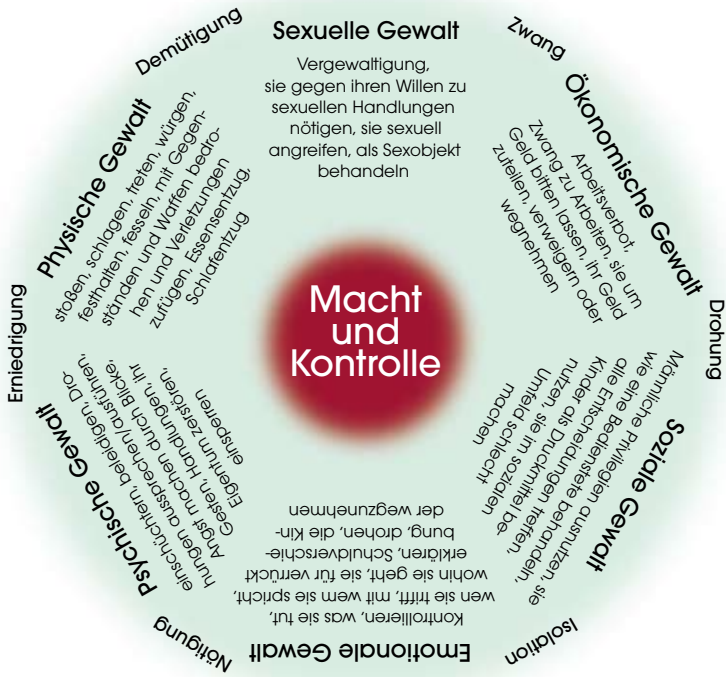 Macht
und
Kontrolle
Sexuelle Gewalt
Vergewaltigung,
sie gegen ihren Willen zu
sexuellen Handlungen
nötigen, sie sexuell
angreifen, als Sexobjekt
behandeln
Zwang
Ökonomische Gewalt
Arbeitsverbot
Zwang zu Arbeiten, sie um
Geld bitten lassen, ihr Geld
zuteilen, verweigern oder
wegnehmen
Drohung
Soziale Gewalt
Männliche Privilegien ausnutzen, sie
wie eine Bedienstete behandeln,
alle Entscheidungen treffen,
Kinder als Druckmittel be-
nutzen, sie im sozialen
Umfeld schlecht
machen
Isolation
Emotionale Gewalt
Kontrollieren, was sie tut,
wen sie trifft, mit wem sie spricht,
wohin sie geht, sie für verrückt
erklären, Schuldverschie-
bung, drohen, die Kin-
der wegzunehmen
Nötigung
Psychische Gewalt
einschüchtern, beleidigen, Dro-
hungen aussprechen/ausführen,
Angst machen durch Blicke,
Gesten, Handlungen, ihr
Eigentum zerstören,
einsperren
Erniedrigung
Physische Gewalt
stoßen, schlagen, treten, würgen,
festhalten, fesseln, mit Gegen-
ständen und Waffen bedro-
hen und Verletzungen
zufügen, Essensentzug,
Schlafentzug
Demütigung